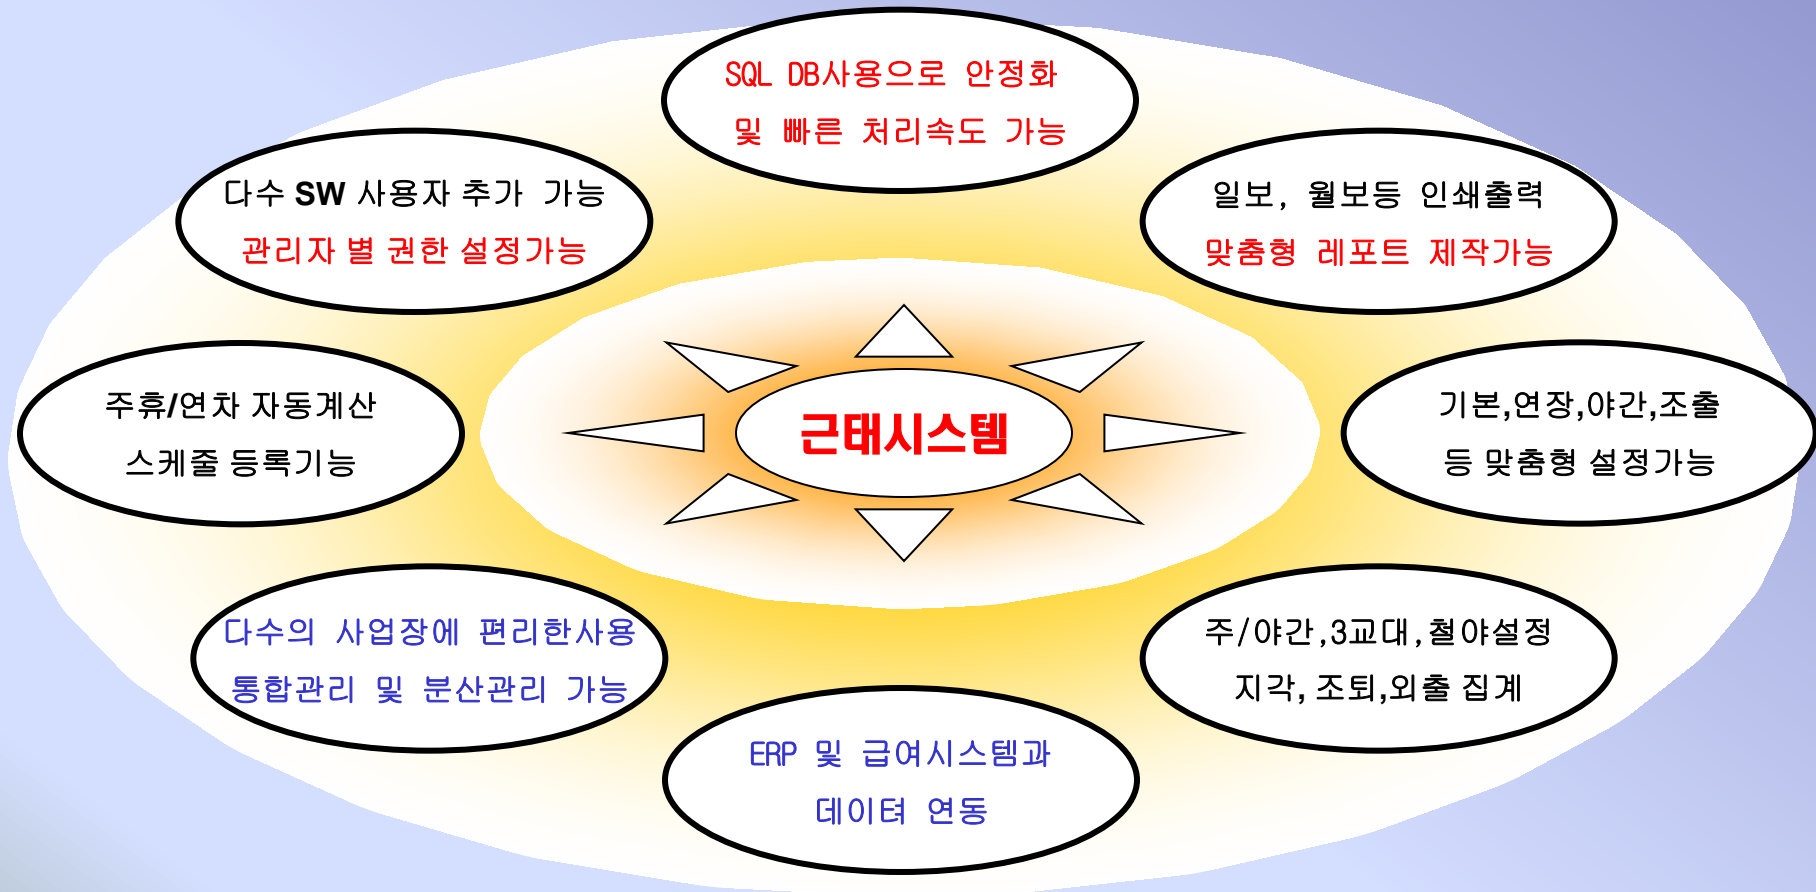 SQL DB사용으로 안정화
및 빠른 처리속도 가능
다수 SW 사용자 추가 가능
관리자 별 권한 설정가능
일보, 월보등 인쇄출력
맞춤형 레포트 제작가능
주휴/연차 자동계산
스케줄 등록기능
근태시스템
기본,연장,야간,조출
등 맞춤형 설정가능
다수의 사업장에 편리한사용
통합관리 및 분산관리 가능
주/야간,3교대,철야설정
지각, 조퇴,외출 집계
ERP 및 급여시스템과
데이텨 연동